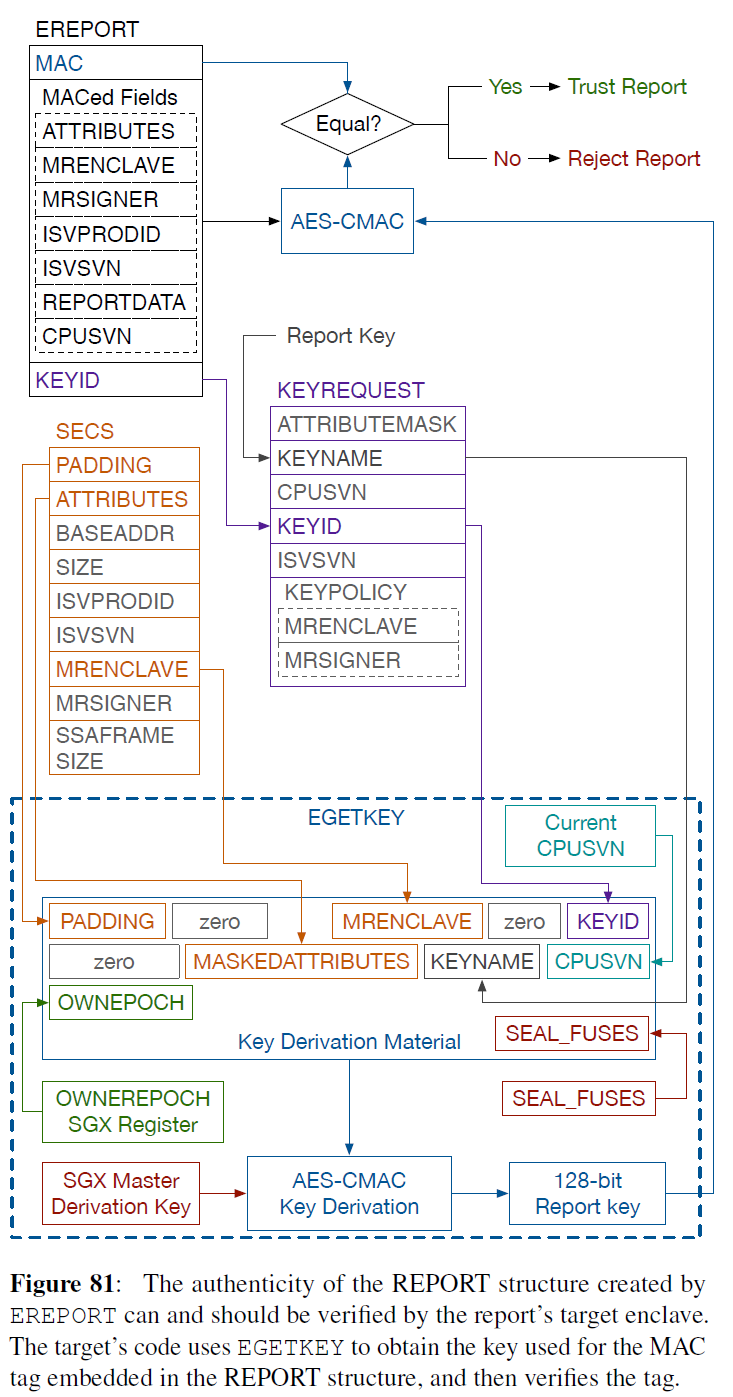 EREPORT
MAC
MACed Fields
ATTRIBUTES
MRENCLAVE
MRSIGNER
ISVPRODID
ISVSVN
REPORTDATA
CPUSVN
KEYID
Equal?
Yes
Trust Report
No
Reject Report
AES-CMAC
Report Key
KEYREQUEST
ATTRIBUTEMASK
KEYNAME
CPUSVN
KEYID
ISVSVN
KEYPOLICY
MRENCLAVE
MRSIGNER
SECS
PADDING
ATTRIBUTES
BASEADDR
SIZE
ISVPRODID
ISVSVN
MRENCLAVE
MRSIGNER
SSAFRAME
SIZE
EGETKEY
Current
CPUSVN
PADDING
zero
MRENCLAVE
zero
KEYID
zero
MASKEDATTRIBUTES
KEYNAME
CPUSVN
OWNEPOCH
SEAL_FUSES
Key Derivation Material
OWNEREPOCH
SGX Register
SEAL_FUSES
SGX Master
Derivation Key
AES-CMAC
Key Derivation
128-bit
Report key
Figure 81: The authenticity of the REPORT structure created by
EREPORT can and should be verified by the report's target enclave.
The target's code uses EGETKEY to obtain the key used for the MAC
tag embedded in the REPORT structure, and then verifies the tag.